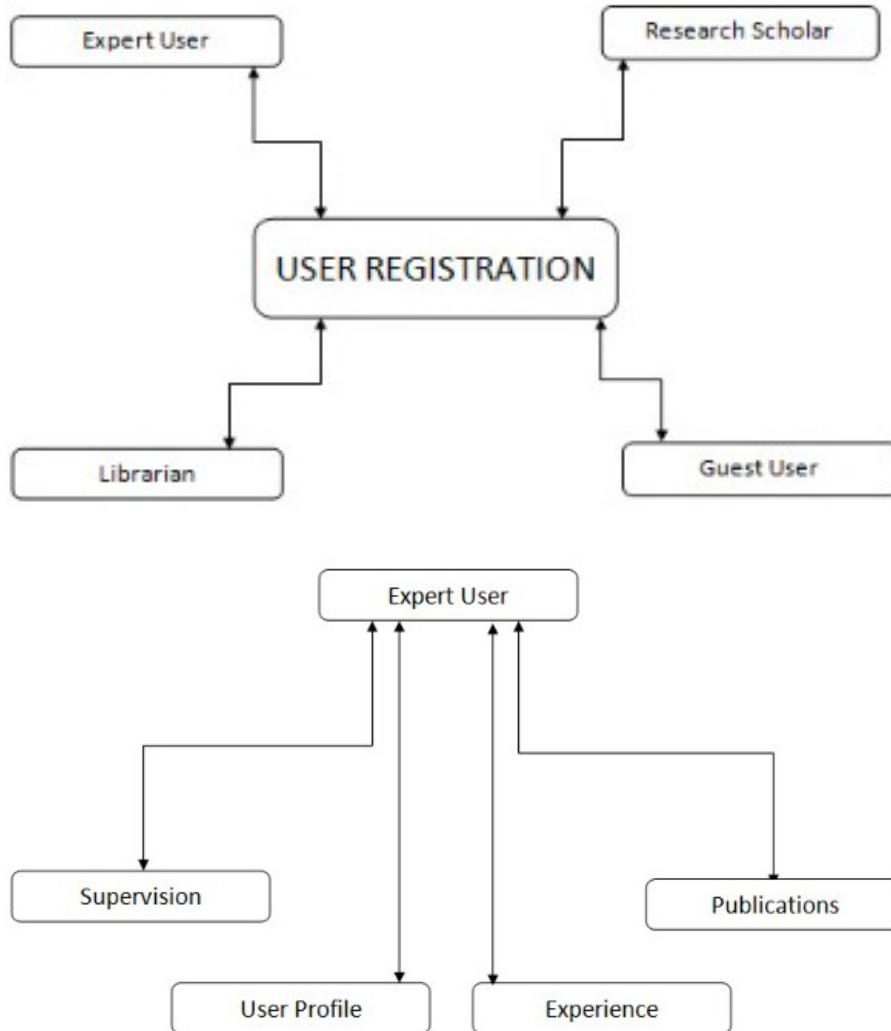 Expert User
Research Scholar
USER REGISTRATION
Librarian
Guest User
Expert User
Supervision
Publications
User Profile
Experience